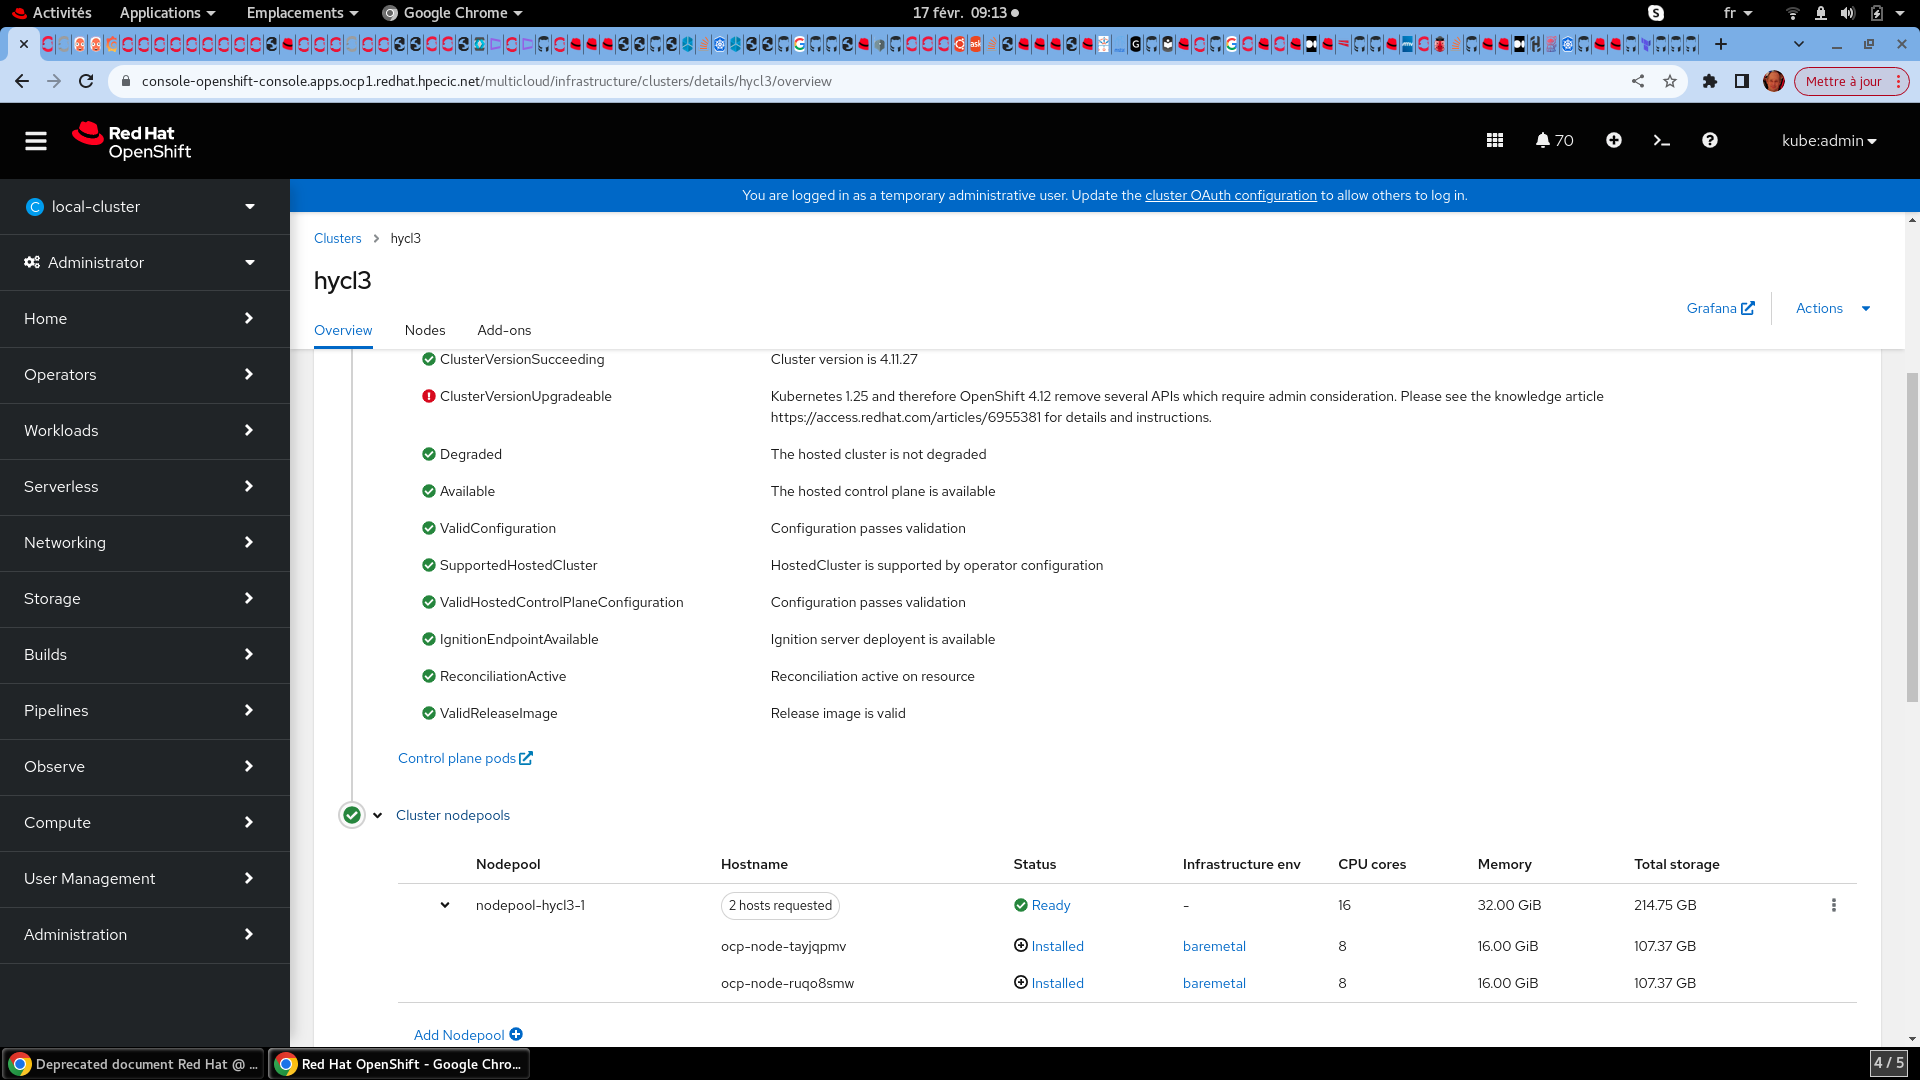 Activités Applications Emplacements Google Chrome 17 févr. 09:13 fr
console-openshift-console.apps.ocp1.redhat.hpecic.net/multicloud/infrastructure/clusters/details/hycl3/overview Mettre à jour
Red Hat
OpenShift
70 kube:admin
You are logged in as a temporary administrative user. Update the cluster OAuth configuration to allow others to log in.
local-cluster
Administrator
Home
Operators
Workloads
Serverless
Networking
Storage
Builds
Pipelines
Observe
Compute
User Management
Administration
Clusters hycl3
hycl3
Grafana Actions
Overview Nodes Add-ons
ClusterVersionSucceeding Cluster version is 4.11.27
ClusterVersionUpgradeable Kubernetes 1.25 and therefore OpenShift 4.12 remove several APIs which require admin consideration. Please see the knowledge article
https://access.redhat.com/articles/6955381 for details and instructions.
Degraded The hosted cluster is not degraded
Available The hosted control plane is available
ValidConfiguration Configuration passes validation
SupportedHostedCluster HostedCluster is supported by operator configuration
ValidHostedControlPlaneConfiguration Configuration passes validation
IgnitionEndpointAvailable Ignition server deployent is available
ReconciliationActive Reconciliation active on resource
ValidReleaseImage Release image is valid
Control plane pods
Cluster nodepools
Nodepool Hostname Status Infrastructure env CPU cores Memory Total storage
nodepool-hycl3-1 2 hosts requested Ready - 16 32.00 GiB 214.75 GB
ocp-node-tayjqpmv Installed baremetal 8 16.00 GiB 107.37 GB
ocp-node-ruqo8smw Installed baremetal 8 16.00 GiB 107.37 GB
Add Nodepool
Deprecated document Red Hat @ ... Red Hat OpenShift - Google Chro... 4 / 5